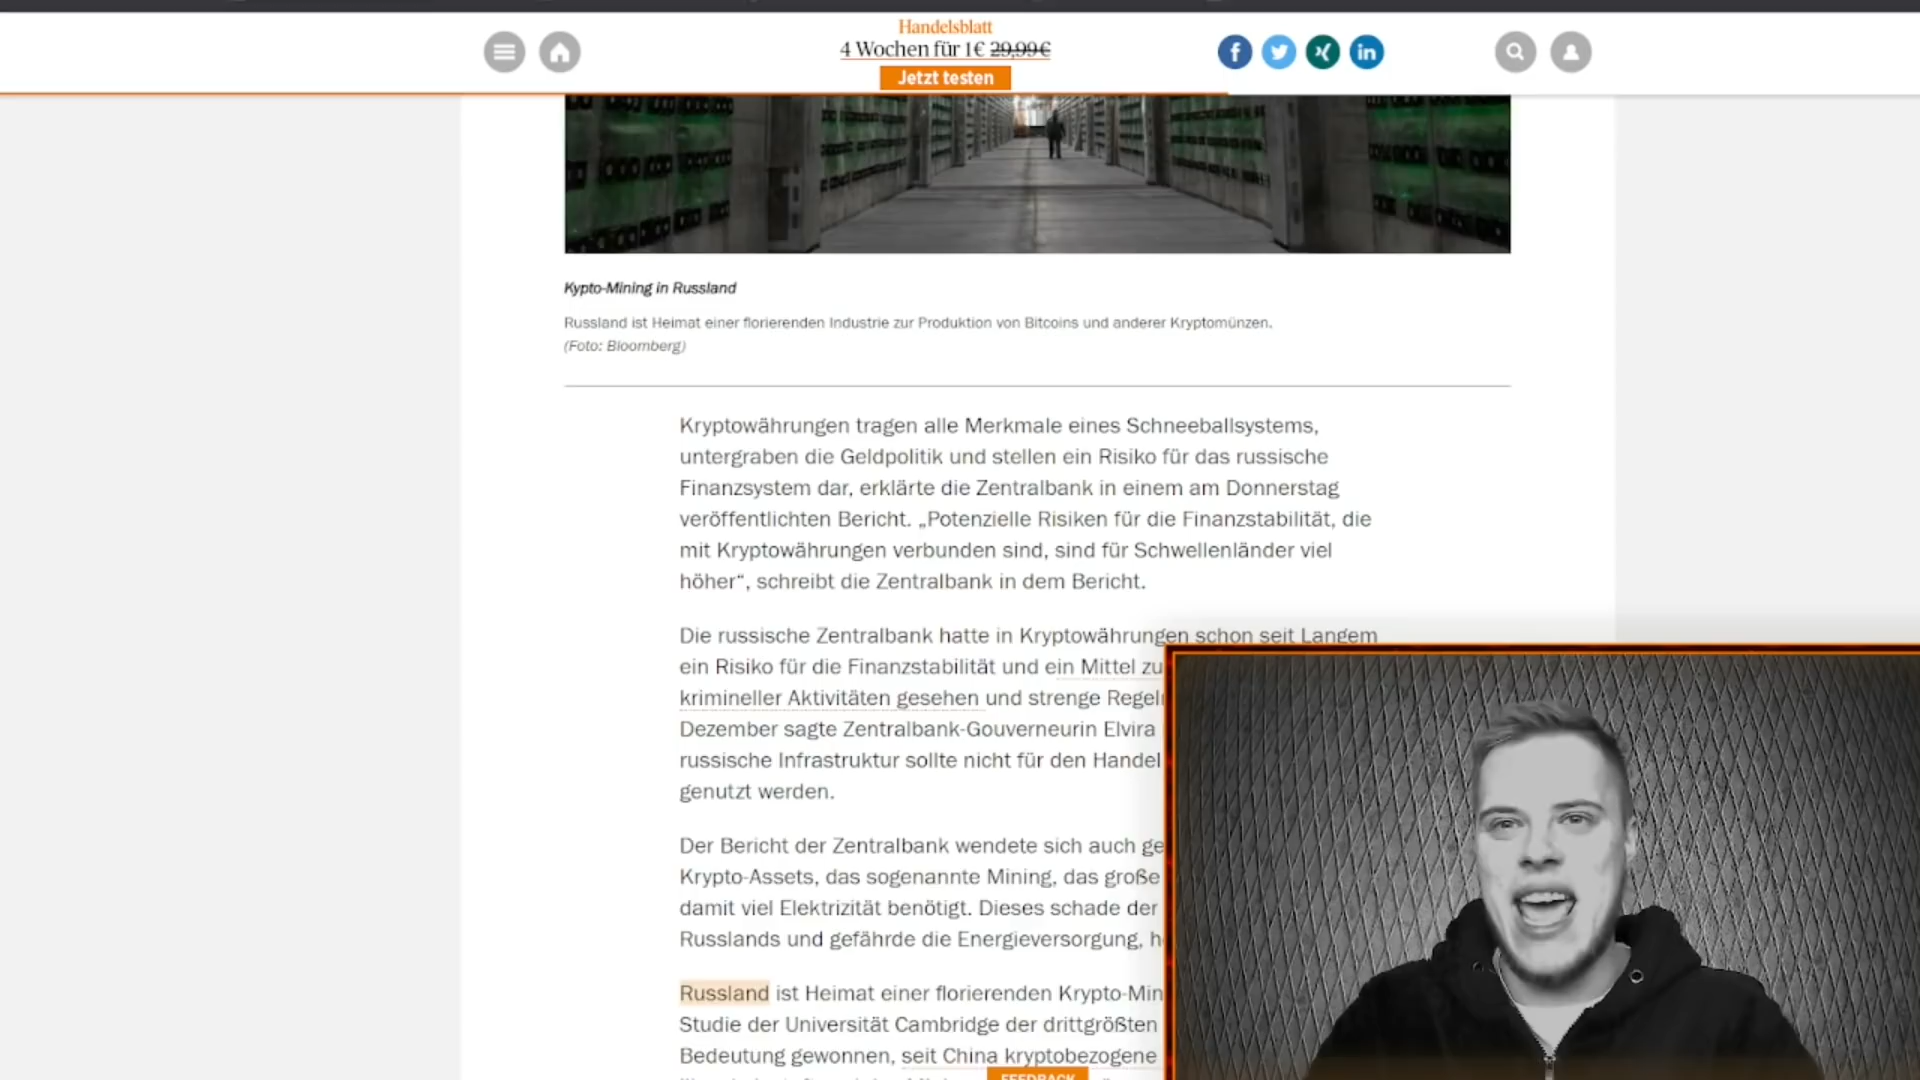 Handelsblatt
4 Wochen für 1€ 29,99€
Jetzt testen
Kypto-Mining in Russland
Russland ist Heimat einer florierenden Industrie zur Produktion von Bitcoins und anderer Kryptomünzen.
(Foto: Bloomberg)
Kryptowährungen tragen alle Merkmale eines Schneeballsystems,
untergraben die Geldpolitik und stellen ein Risiko für das russische
Finanzsystem dar, erklärte die Zentralbank in einem am Donnerstag
veröffentlichten Bericht. „Potenzielle Risiken für die Finanzstabilität, die
mit Kryptowährungen verbunden sind, sind für Schwellenländer viel
höher“, schreibt die Zentralbank in dem Bericht.
Die russische Zentralbank hatte in Kryptowährungen schon seit Langem
ein Risiko für die Finanzstabilität und ein Mittel zu
krimineller Aktivitäten gesehen und strenge
Dezember sagte Zentralbank-Gouverneurin Elvira
russische Infrastruktur sollte nicht für den Handel
genutzt werden.
Der Bericht der Zentralbank wendete sich auch ge
Krypto-Assets, das sogenannte Mining, das große
damit viel Elektrizität benötigt. Dieses schade der
Russlands und gefährde die Energieversorgung, h
Russland ist Heimat einer florierenden Krypto-Min
Studie der Universität Cambridge der drittgrößten
Bedeutung gewonnen, seit China kryptobezogene
FEEDBACK